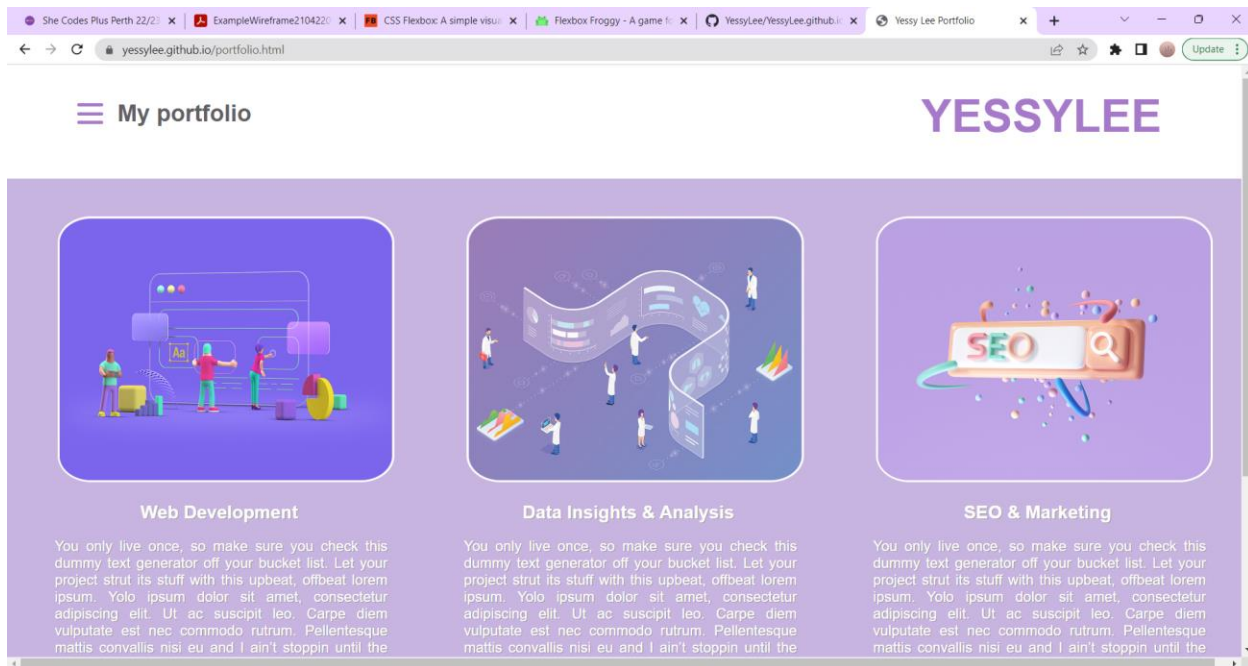 She Codes Plus Perth 22/23
ExampleWireframe2104220
CSS Flexbox: A simple visua
Flexbox Froggy - A game fo
YessyLee/YessyLee.github.i
Yessy Lee Portfolio
yessylee.github.io/portfolio.html
Update
My portfolio
YESSYLEE
Aa
SEO
Web Development
You only live once, so make sure you check this
dummy text generator off your bucket list. Let your
project strut its stuff with this upbeat, offbeat lorem
ipsum. Yolo ipsum dolor sit amet, consectetur
adipiscing elit. Ut ac suscipit leo. Carpe diem
vulputate est nec commodo rutrum. Pellentesque
mattis convallis nisi eu and I ain't stoppin until the
Data Insights & Analysis
You only live once, so make sure you check this
dummy text generator off your bucket list. Let your
project strut its stuff with this upbeat, offbeat lorem
ipsum. Yolo ipsum dolor sit amet, consectetur
adipiscing elit. Ut ac suscipit leo. Carpe diem
vulputate est nec commodo rutrum. Pellentesque
mattis convallis nisi eu and I ain't stoppin until the
SEO & Marketing
You only live once, so make sure you check this
dummy text generator off your bucket list. Let your
project strut its stuff with this upbeat, offbeat lorem
ipsum. Yolo ipsum dolor sit amet, consectetur
adipiscing elit. Ut ac suscipit leo. Carpe diem
vulputate est nec commodo rutrum. Pellentesque
mattis convallis nisi eu and I ain't stoppin until the